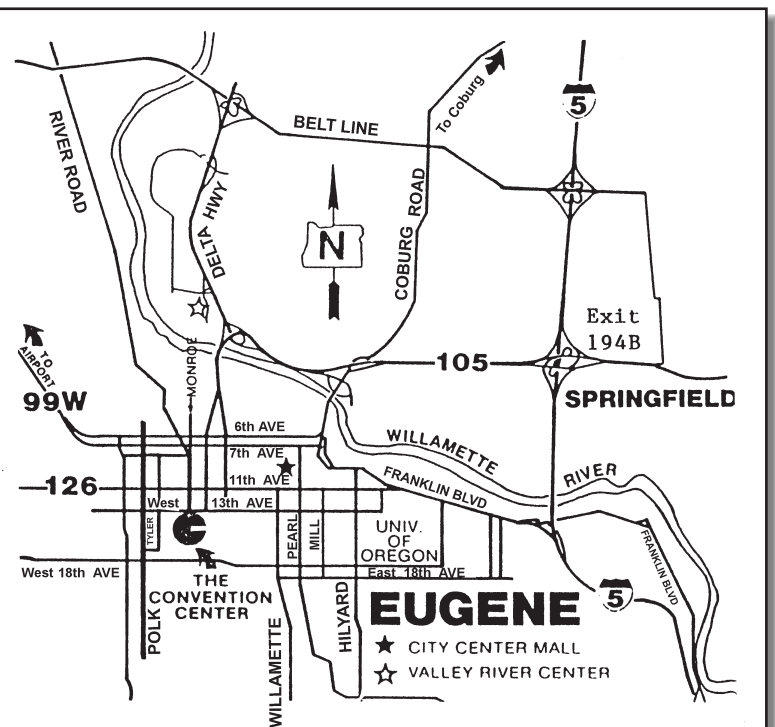 RIVER ROAD
BELT LINE
To Coburg
5
DELTA HWY
N
COBURG ROAD
Exit
194B
TO
AIRPORT
99W
MONROE
105
SPRINGFIELD
6th AVE
7th AVE
WILLAMETTE
RIVER
126
11th AVE
FRANKLIN BLVD
West
13th AVE
TYLER
PEARL
MILL
UNIV.
OF
OREGON
FRANKLIN BLVD
West 18th AVE
East 18th AVE
THE
CONVENTION
CENTER
POLK
WILLAMETTE
HILYARD
EUGENE
5
CITY CENTER MALL
VALLEY RIVER CENTER